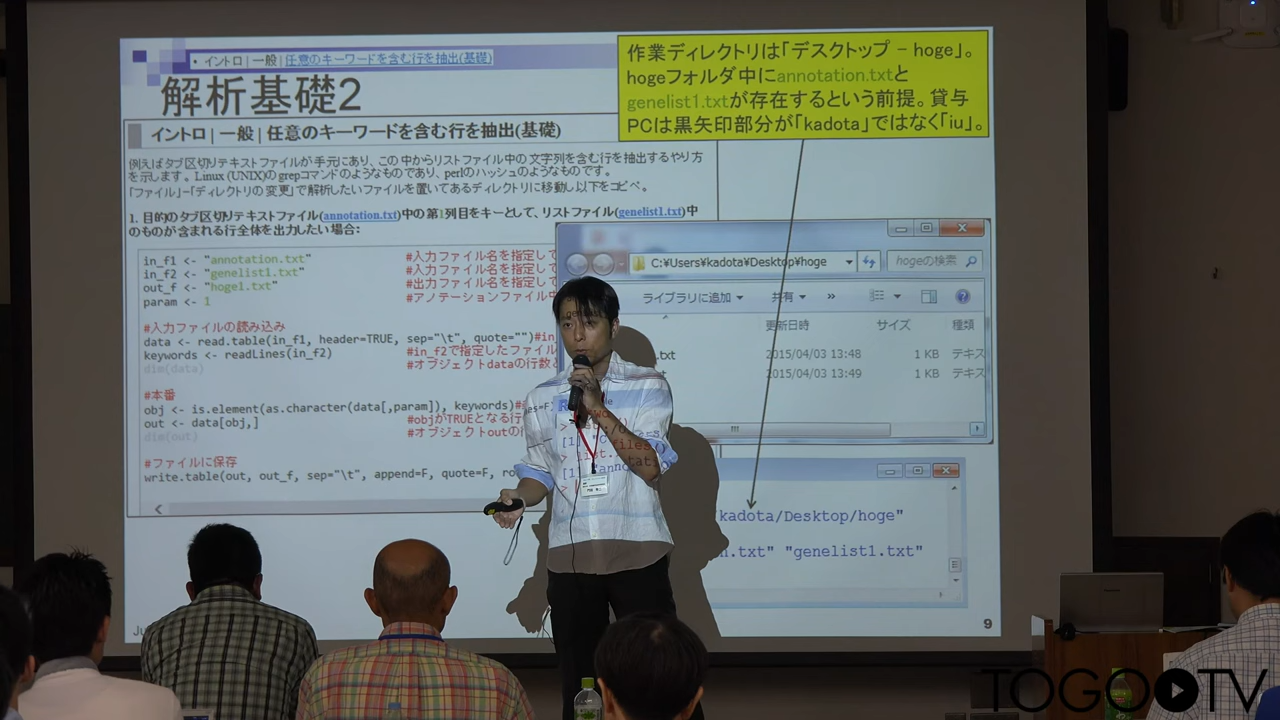 • イントロ | 一般 | 任意のキーワードを含む行を抽出(基礎)
解析基礎2
作業ディレクトリは「デスクトップ – hoge」。
hogeフォルダ中にannotation.txtと
genelist1.txtが存在するという前提。貸与
PCは黒矢印部分が「kadota」ではなく「iu」。
イントロ | 一般 | 任意のキーワードを含む行を抽出(基礎)
例えばタブ区切りテキストファイルが手元にあり、この中からリストファイル中の文字列を含む行を抽出するやり方
を示します。Linux (UNIX)のgrepコマンドのようなものであり、perlのハッシュのようなものです。
「ファイル」−「ディレクトリの変更」で解析したいファイルを置いてあるディレクトリに移動し以下をコピペ。
1. 目的のタブ区切りテキストファイル(annotation.txt)中の第1列目をキーとして、リストファイル(genelist1.txt)中
のものが含まれる行全体を出力したい場合:
in_f1 <- "annotation.txt" #入力ファイル名を指定して
in_f2 <- "genelist1.txt" #入力ファイル名を指定して
out_f <- "hoge1.txt" #出力ファイル名を指定して
param <- 1 #アノテーションファイル中
#入力ファイルの読み込み
data <- read.table(in_f1, header=TRUE, sep="\t", quote="")#in_
keywords <- readLines(in_f2) #in_f2で指定したファイル
dim(data) #オブジェクトdataの行数と
#本番
obj <- is.element(as.character(data[,param]), keywords)#
out <- data[obj,] #objがTRUEとなる行
dim(out) #オブジェクトoutの
#ファイルに保存
write.table(out, out_f, sep="\t", append=F, quote=F, ro
C:¥Users¥kadota¥Desktop¥hoge
hogeの検索
ライブラリに追加 共有 »
更新日時 サイズ 種類
.txt 2015/04/03 13:48 1 KB テキス
2015/04/03 13:49 1 KB テキス
kadota/Desktop/hoge"
n.txt" "genelist1.txt"
9
TOGOTV